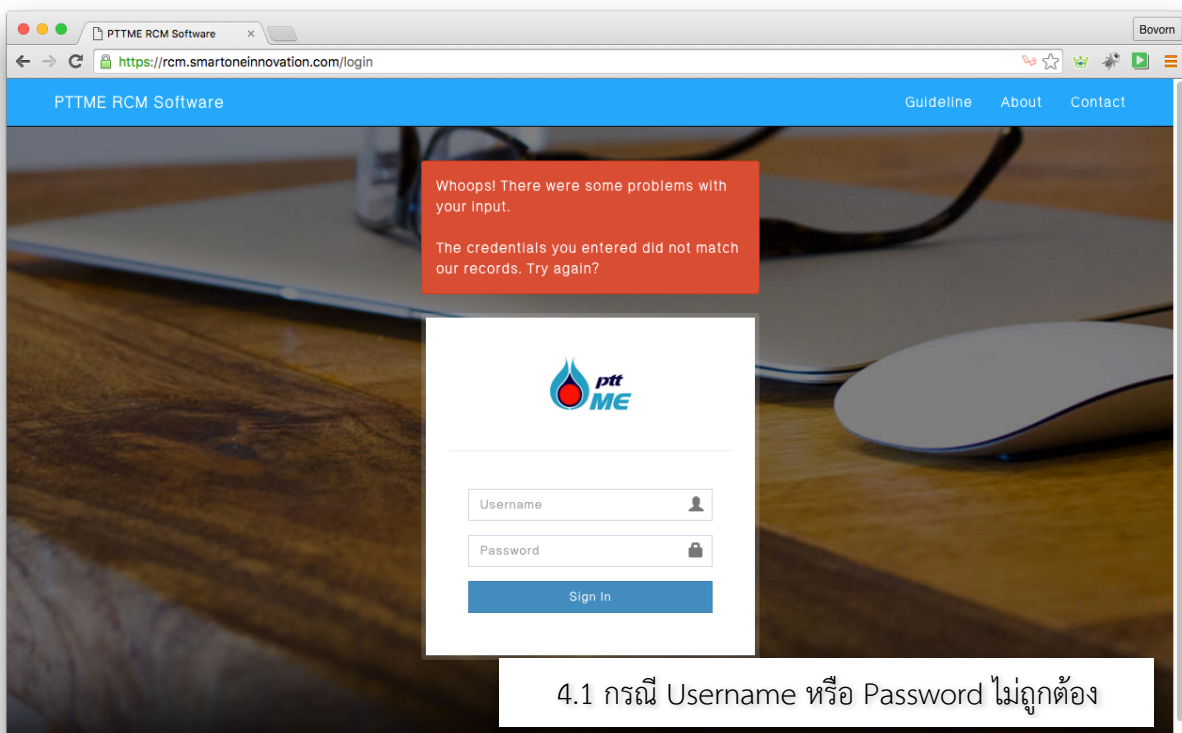 PTTME RCM Software
Bovorn
https://rcm.smartoneinnovation.com/login
PTTME RCM Software
Guideline
About
Contact
Whoops! There were some problems with
your input.
The credentials you entered did not match
our records. Try again?
ptt
ME
Username
Password
Sign In
4.1 กรณี Username หรือ Password ไม่ถูกต้อง